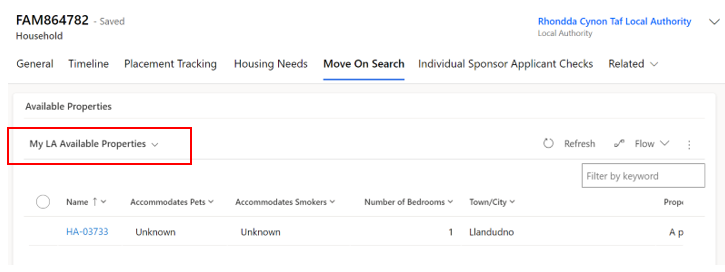 FAM864782 - Saved
Household
Rhondda Cynon Taf Local Authority
Local Authority
General Timeline Placement Tracking Housing Needs Move On Search Individual Sponsor Applicant Checks Related
Available Properties
My LA Available Properties
Refresh Flow
Filter by keyword
Name Accommodates Pets Accommodates Smokers Number of Bedrooms Town/City Prope
HA-03733 Unknown Unknown 1 Llandudno A p